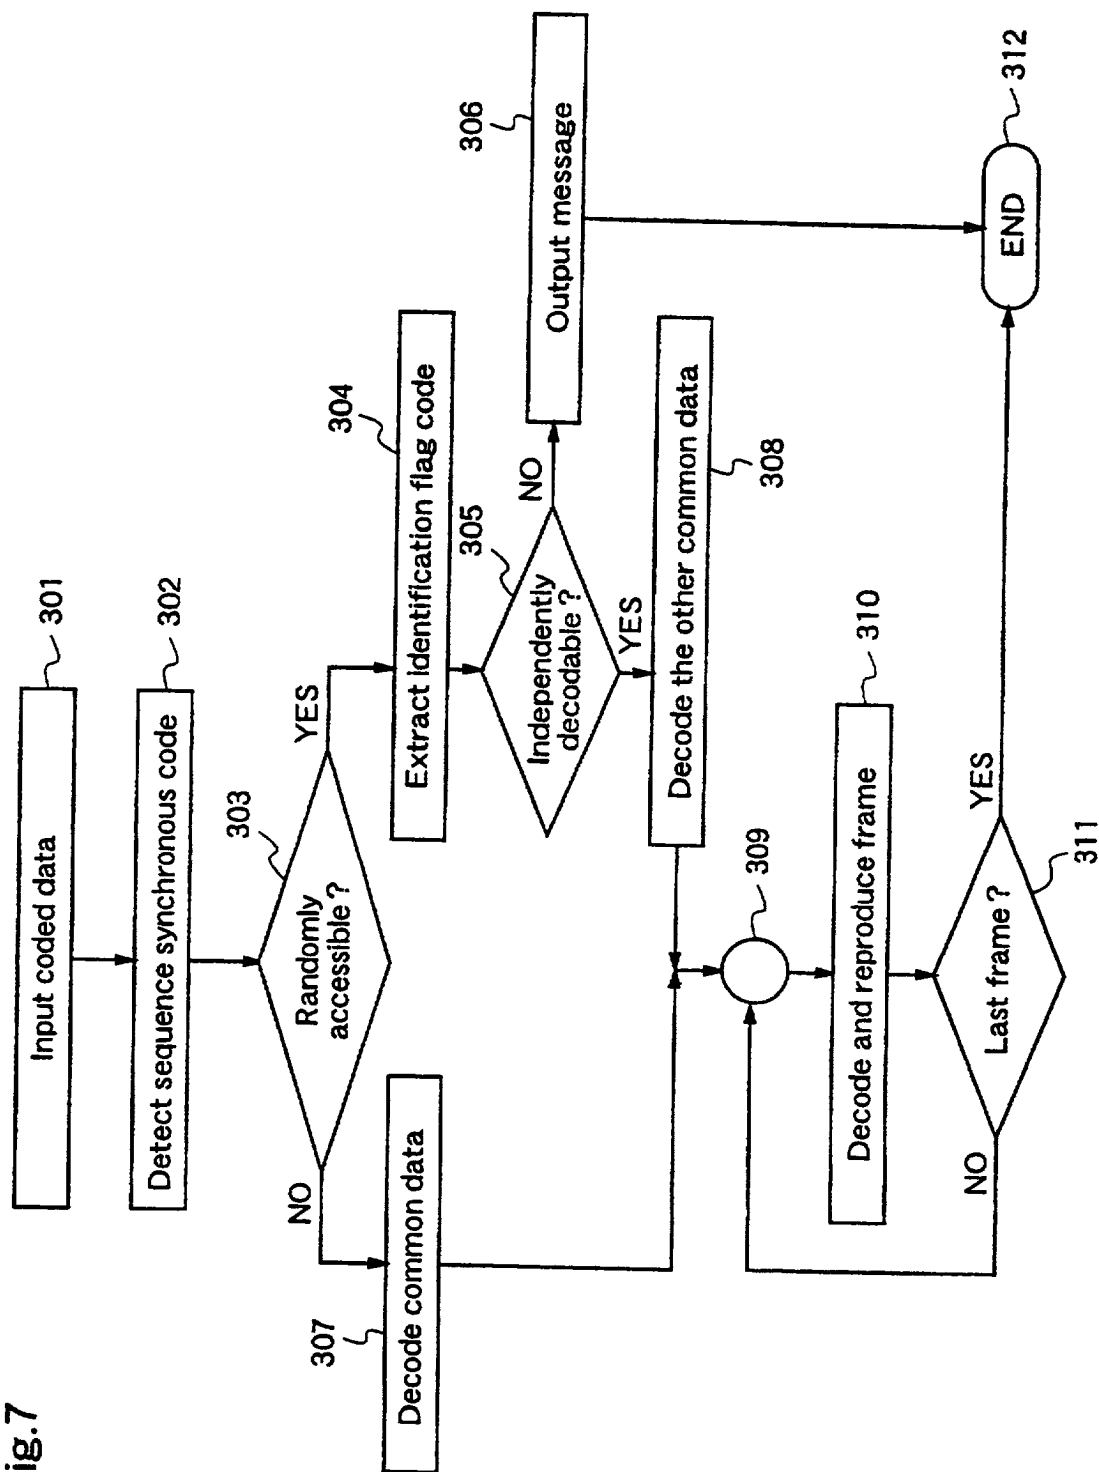 ig.7
Input coded data
301
Detect sequence synchronous code
302
303
Randomly
accessible ?
NO
YES
307
Decode common data
304
Extract identification flag code
305
Independently
decodable ?
NO
306
Output message
YES
Decode the other common data
308
309
Decode and reproduce frame
310
Last frame ?
311
NO
YES
END
312